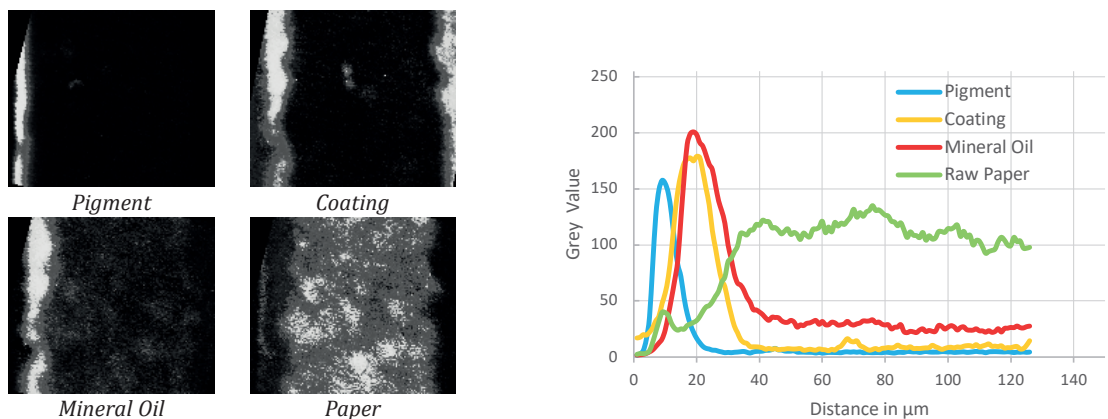 Pigment
Coating
Mineral Oil
Paper
250
200
150
100
50
0
Grey Value
0 20 40 60 80 100 120 140
Distance in µm
Pigment
Coating
Mineral Oil
Raw Paper